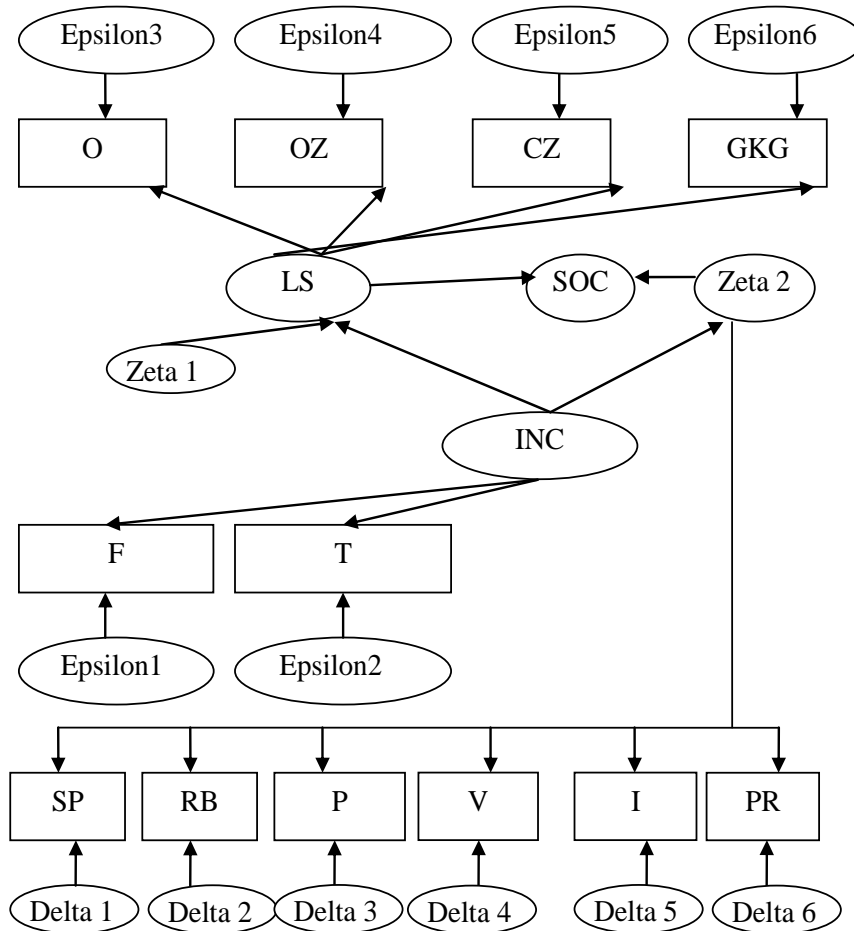 Epsilon3
Epsilon4
Epsilon5
Epsilon6
O
OZ
CZ
GKG
LS
SOC
Zeta 2
Zeta 1
INC
F
T
Epsilon1
Epsilon2
SP
RB
P
V
I
PR
Delta 1
Delta 2
Delta 3
Delta 4
Delta 5
Delta 6